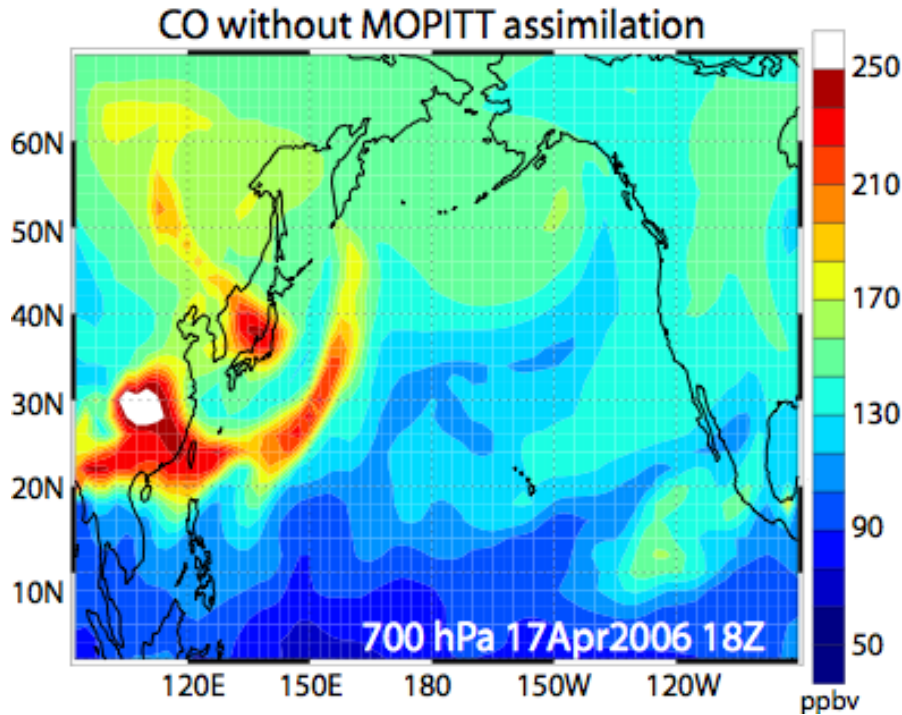 CO without MOPITT assimilation
60N
50N
40N
30N
20N
10N
120E 150E 180 150W 120W
700 hPa 17Apr2006 18Z
250
210
170
130
90
50
ppbv